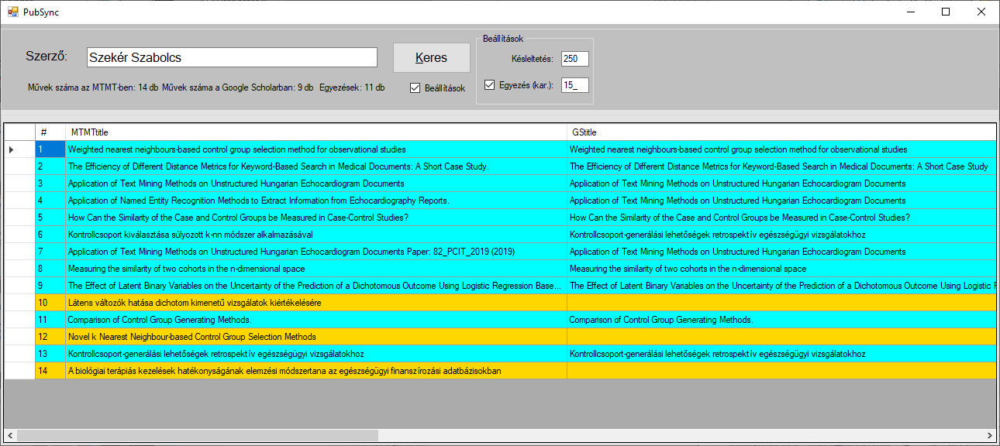 PubSync
Beállítások
Szerző: Szekér Szabolcs Keres Késleltetés: 250
Művek száma az MTMT-ben: 14 db Művek száma a Google Scholarban: 9 db Egyezések: 11 db Beállítások Egyezés (kar.): 15_
# MTMTtitle GStitle
1 Weighted nearest neighbours-based control group selection method for observational studies Weighted nearest neighbours-based control group selection method for observational studies
2 The Efficiency of Different Distance Metrics for Keyword-Based Search in Medical Documents: A Short Case Study. The Efficiency of Different Distance Metrics for Keyword-Based Search in Medical Documents: A Short Case Study
3 Application of Text Mining Methods on Unstructured Hungarian Echocardiogram Documents Application of Text Mining Methods on Unstructured Hungarian Echocardiogram Documents
4 Application of Named Entity Recognition Methods to Extract Information from Echocardiography Reports. Application of Text Mining Methods on Unstructured Hungarian Echocardiogram Documents
5 How Can the Similarity of the Case and Control Groups be Measured in Case-Control Studies? How Can the Similarity of the Case and Control Groups be Measured in Case-Control Studies?
6 Kontrollcsoport kiválasztása súlyozott k-nn módszer alkalmazásával Kontrollcsoport-generálási lehetőségek retrospektív egészségügyi vizsgálatokhoz
7 Application of Text Mining Methods on Unstructured Hungarian Echocardiogram Documents Paper: 82_PCIT_2019 (2019) Application of Text Mining Methods on Unstructured Hungarian Echocardiogram Documents
8 Measuring the similarity of two cohorts in the n-dimensional space Measuring the similarity of two cohorts in the n-dimensional space
9 The Effect of Latent Binary Variables on the Uncertainty of the Prediction of a Dichotomous Outcome Using Logistic Regression Base... The Effect of Latent Binary Variables on the Uncertainty of the Prediction of a Dichotomous Outcome Using Logistic
10 Látens változók hatása dichotom kimenetű vizsgálatok kiértékelésére
11 Comparison of Control Group Generating Methods. Comparison of Control Group Generating Methods.
12 Novel k Nearest Neighbour-based Control Group Selection Methods
13 Kontrollcsoport-generálási lehetőségek retrospektív egészségügyi vizsgálatokhoz Kontrollcsoport-generálási lehetőségek retrospektív egészségügyi vizsgálatokhoz
14 A biológiai terápiás kezelések hatékonyságának elemzési módszertana az egészségügyi finanszírozási adatbázisokban